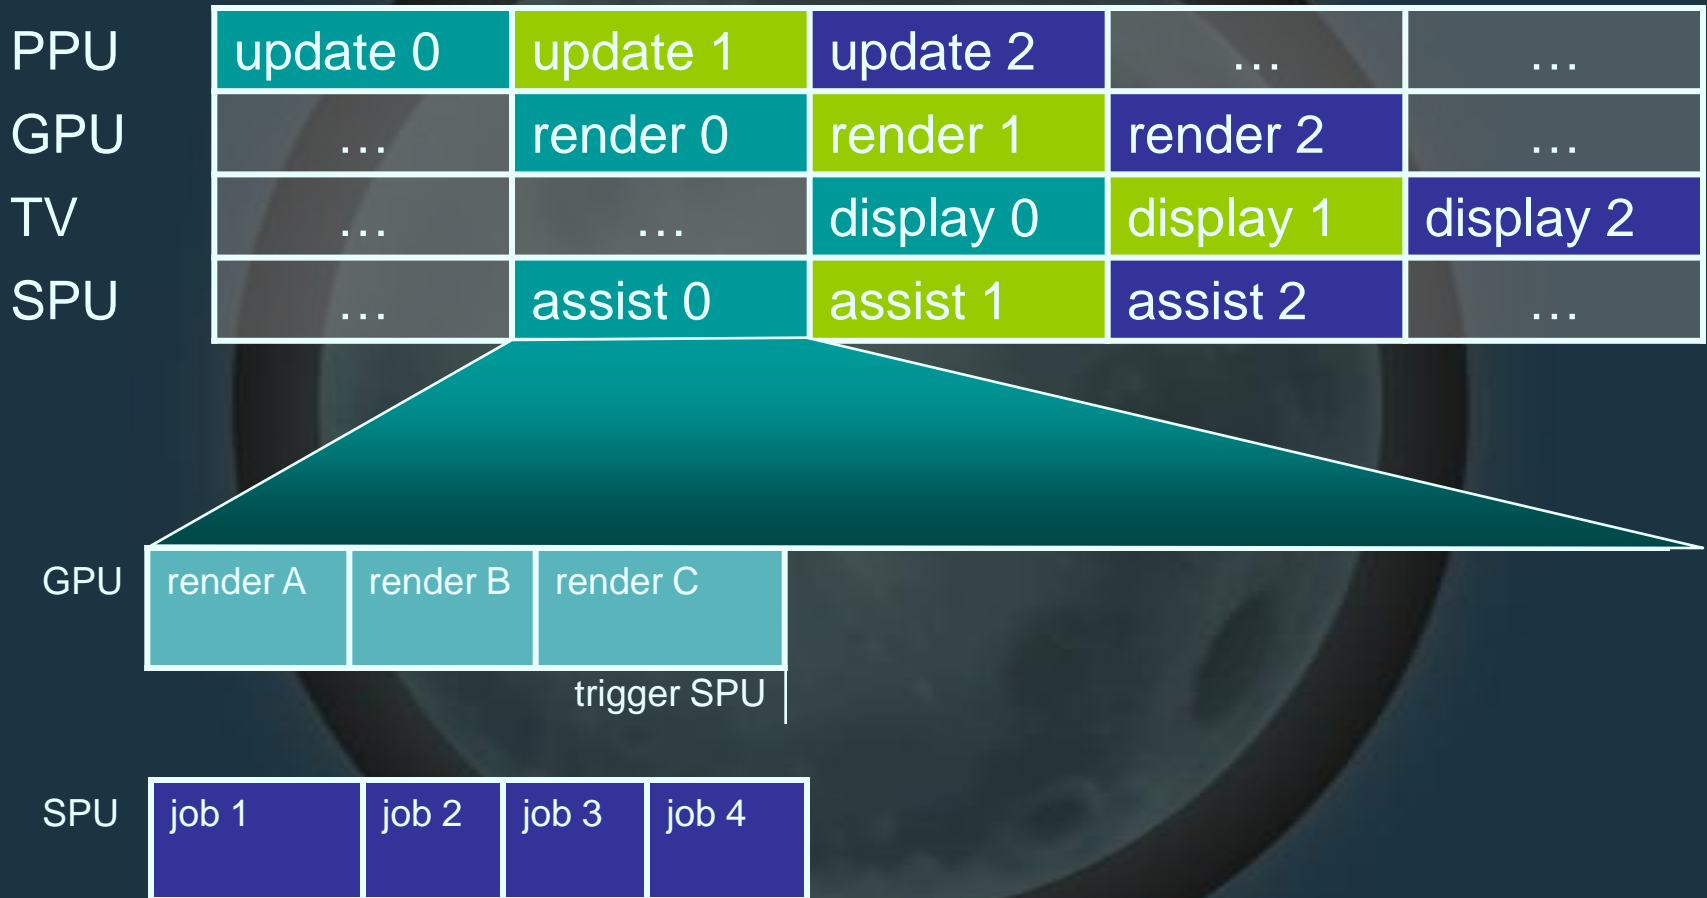 PPU update 0 update 1 update 2 ... ...
GPU ... render 0 render 1 render 2 ...
TV ... ... display 0 display 1 display 2
SPU ... assist 0 assist 1 assist 2 ...
GPU render A render B render C
trigger SPU
SPU job 1 job 2 job 3 job 4